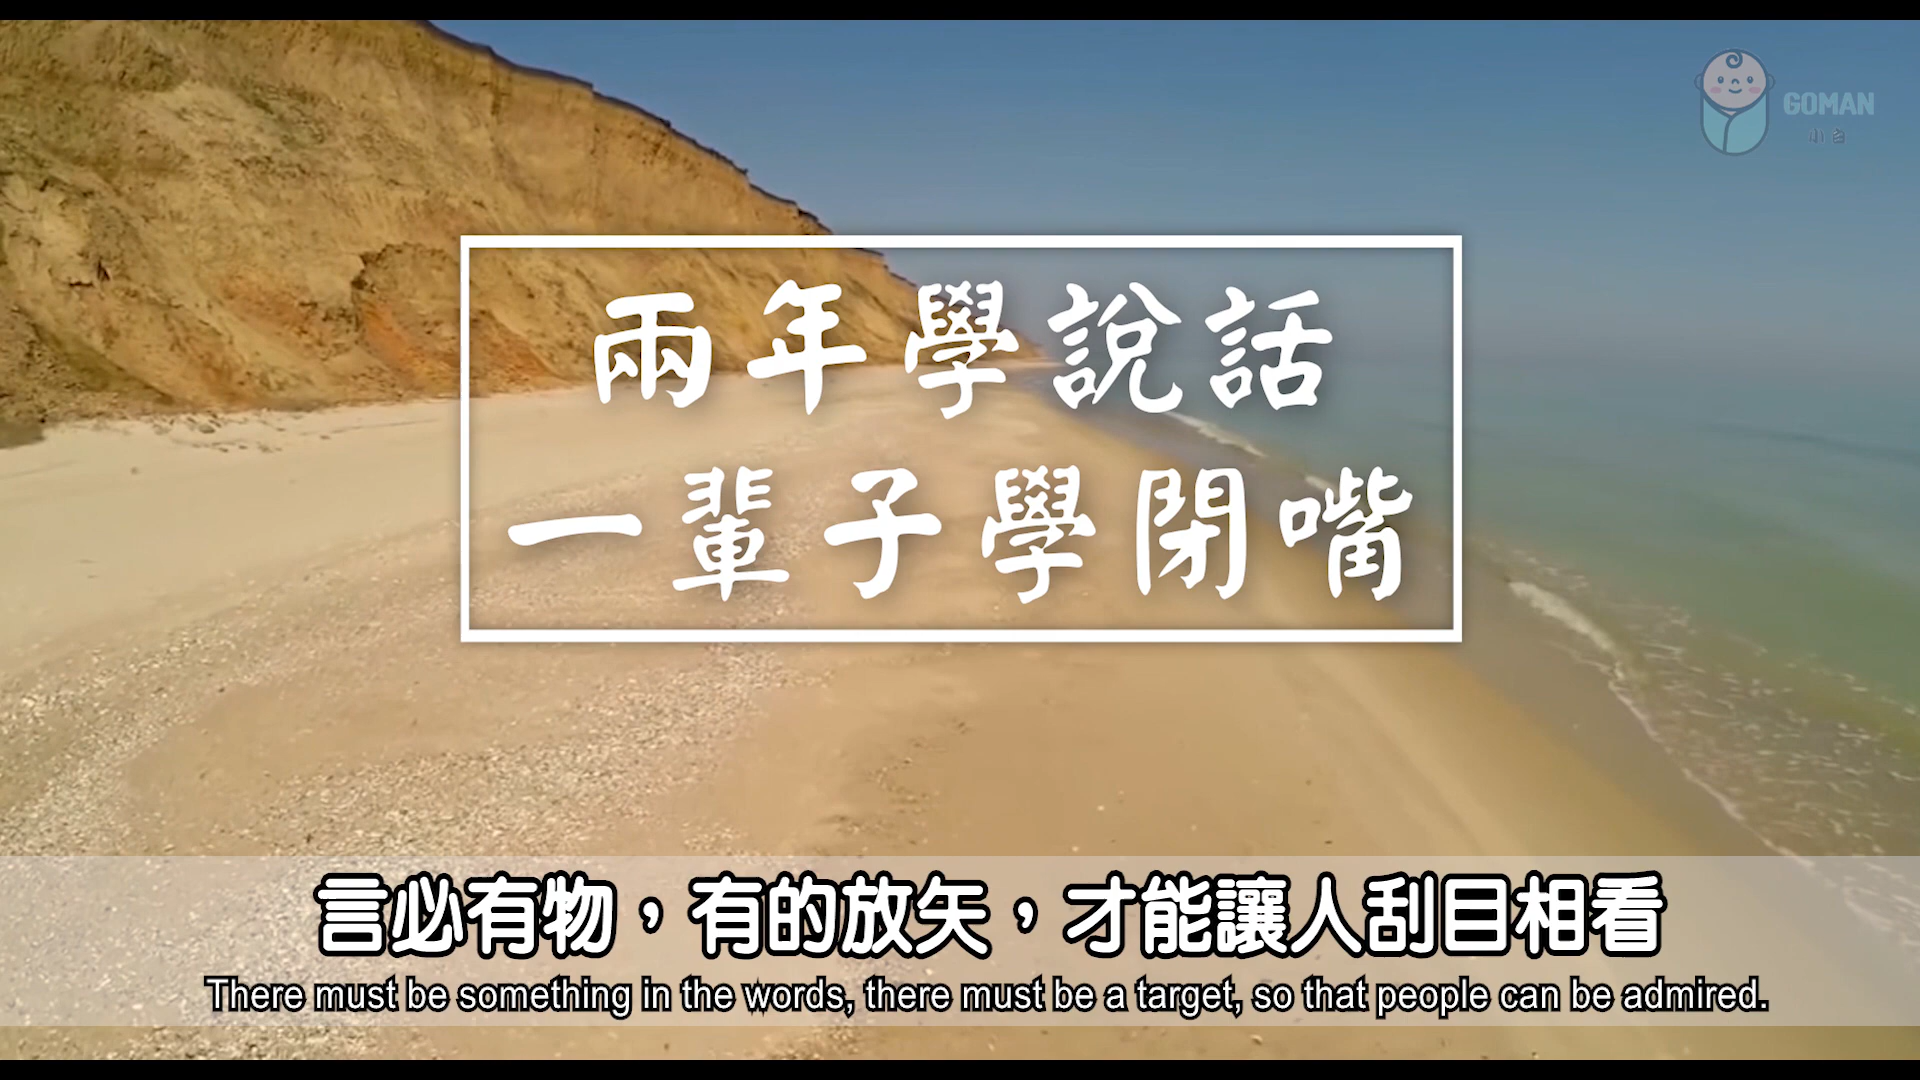 GOMAN
小白
兩年學說話
一輩子學閉嘴
言必有物，有的放矢，才能讓人刮目相看
There must be something in the words, there must be a target, so that people can be admired.